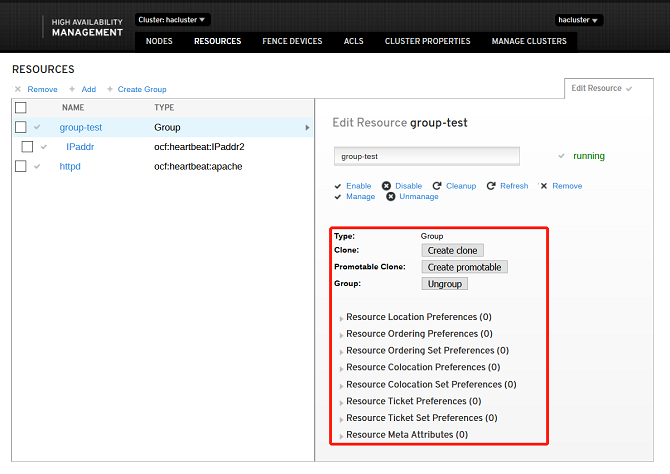 HIGH AVAILABILITY
MANAGEMENT
Cluster: hacluster
hacluster
NODES RESOURCES FENCE DEVICES ACLS CLUSTER PROPERTIES MANAGE CLUSTERS
RESOURCES
Remove Add Create Group
Edit Resource
NAME TYPE
group-test Group
IPaddr ocf:heartbeat:IPaddr2
httpd ocf:heartbeat:apache
Edit Resource group-test
group-test
running
Enable Disable Cleanup Refresh Remove
Manage Unmanage
Type: Group
Clone: Create clone
Promotable Clone: Create promotable
Group: Ungroup
Resource Location Preferences (0)
Resource Ordering Preferences (0)
Resource Ordering Set Preferences (0)
Resource Colocation Preferences (0)
Resource Colocation Set Preferences (0)
Resource Ticket Preferences (0)
Resource Ticket Set Preferences (0)
Resource Meta Attributes (0)